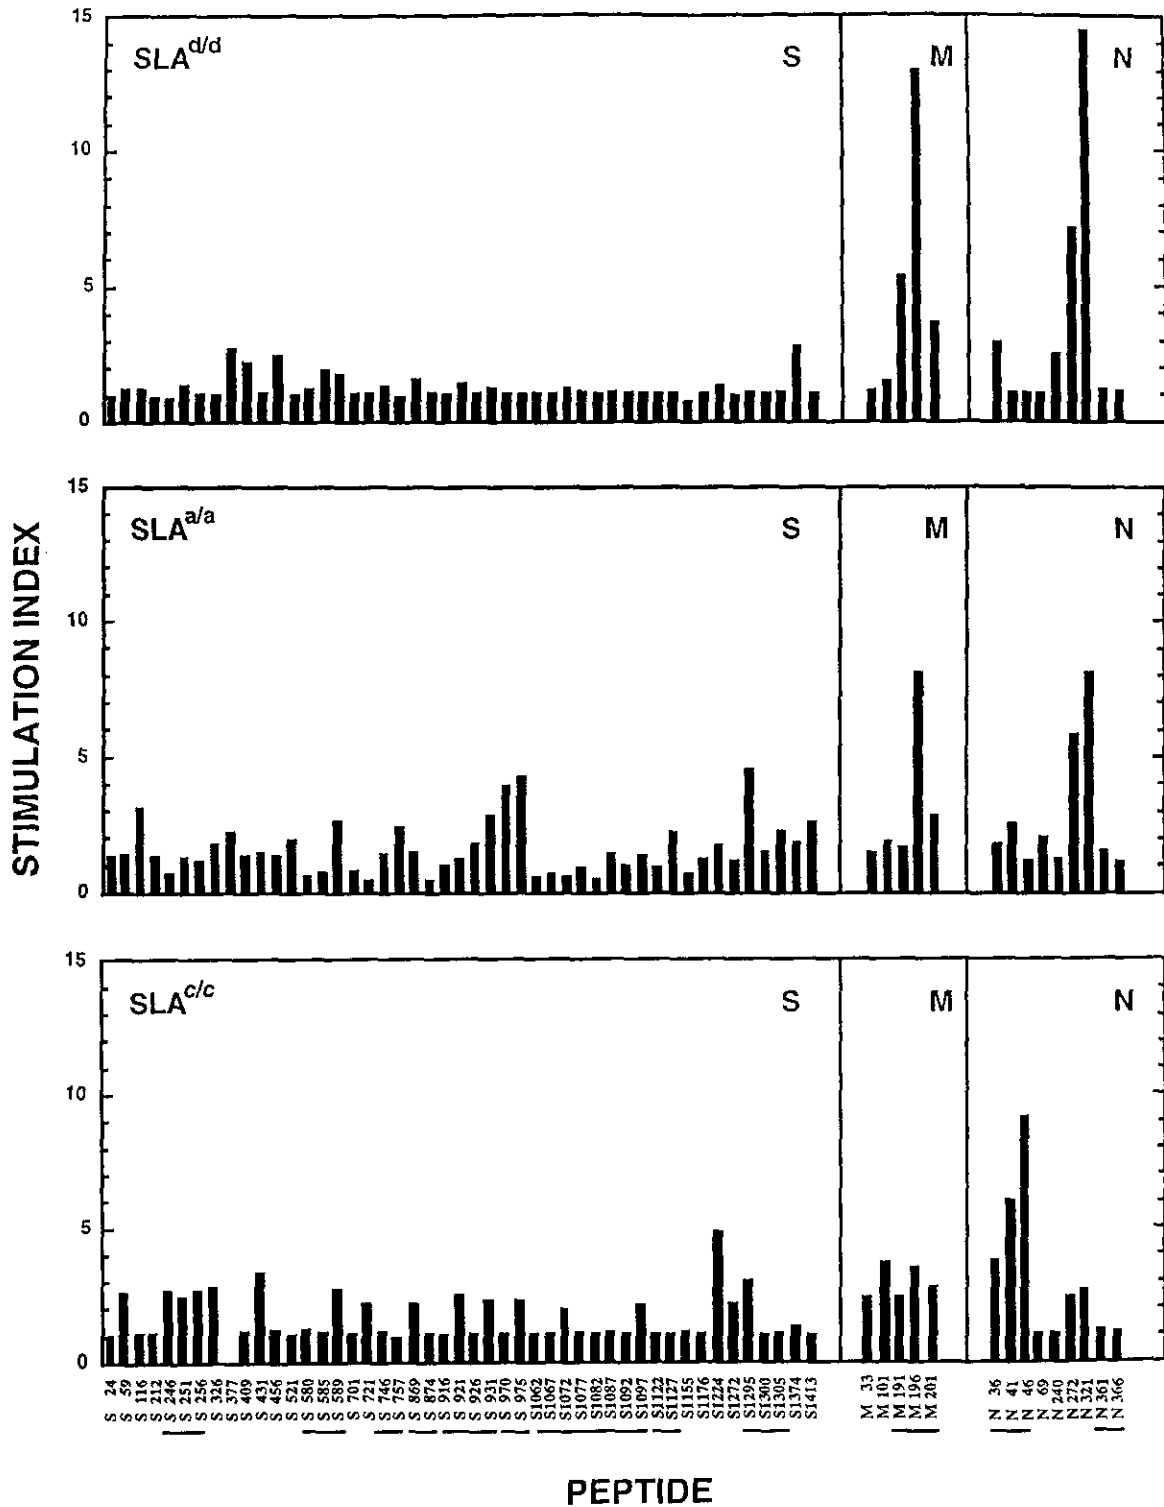 STIMULATION INDEX
15
10
5
0
SLA^d/d
S
M
N
15
10
5
0
SLA^a/a
S
M
N
15
10
5
0
SLA^c/c
S
M
N
S 24
S 59
S 116
S 212
S 246
S 251
S 256
S 326
S 377
S 409
S 431
S 456
S 521
S 580
S 585
S 589
S 701
S 721
S 746
S 757
S 869
S 874
S 916
S 921
S 926
S 931
S 970
S 975
S1062
S1067
S1072
S1077
S1082
S1087
S1092
S1097
S1122
S1127
S1155
S1176
S1224
S1272
S1295
S1300
S1305
S1374
S1413
M 33
M 101
M 191
M 196
M 201
N 36
N 41
N 46
N 69
N 240
N 272
N 321
N 361
N 366
PEPTIDE